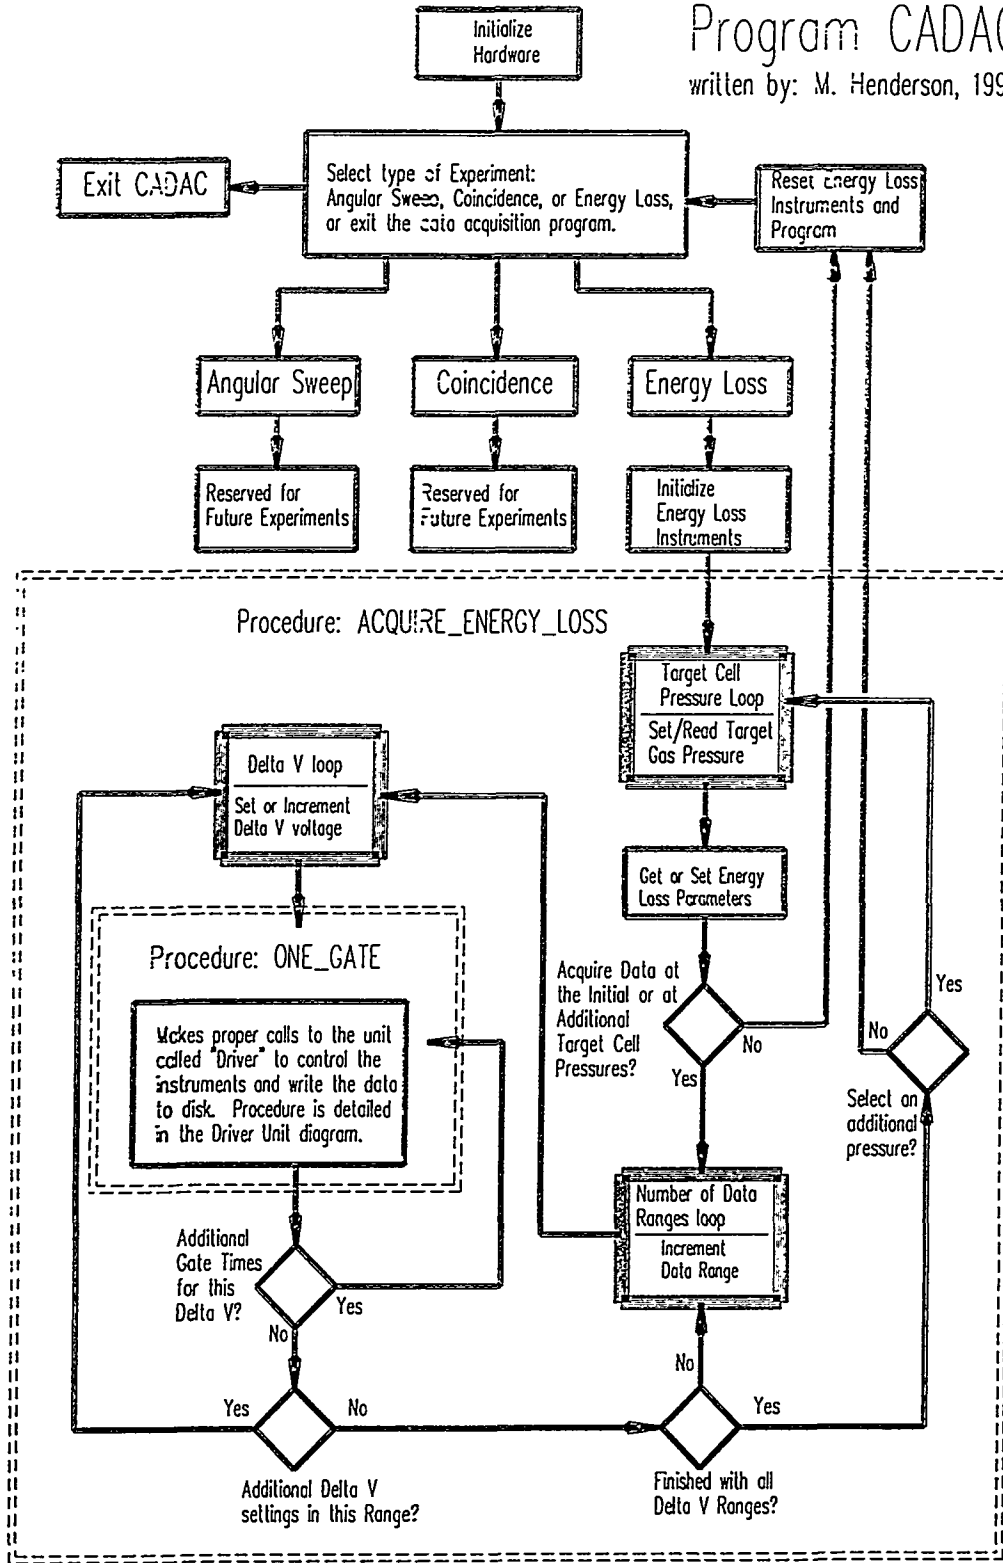 Program CADAC
written by: M. Henderson, 199
Initialize
Hardware
Exit CADAC
Select type of Experiment:
Angular Sweep, Coincidence, or Energy Loss,
or exit the data acquisition program.
Reset Energy Loss
Instruments and
Program
Angular Sweep
Coincidence
Energy Loss
Reserved for
Future Experiments
Reserved for
Future Experiments
Initialize
Energy Loss
Instruments
Procedure: ACQUIRE_ENERGY_LOSS
Target Cell
Pressure Loop
Set/Read Target
Gas Pressure
Delta V loop
Set or Increment
Delta V voltage
Get or Set Energy
Loss Parameters
Procedure: ONE_GATE
Makes proper calls to the unit
called "Driver" to control the
instruments and write the data
to disk. Procedure is detailed
in the Driver Unit diagram.
Acquire Data at
the Initial or at
Additional
Target Cell
Pressures?
No
Yes
Yes
No
Select an
additional
pressure?
Number of Data
Ranges loop
Increment
Data Range
Additional
Gate Times
for this
Delta V?
Yes
No
Yes
No
Additional Delta V
settings in this Range?
No
Yes
Finished with all
Delta V Ranges?